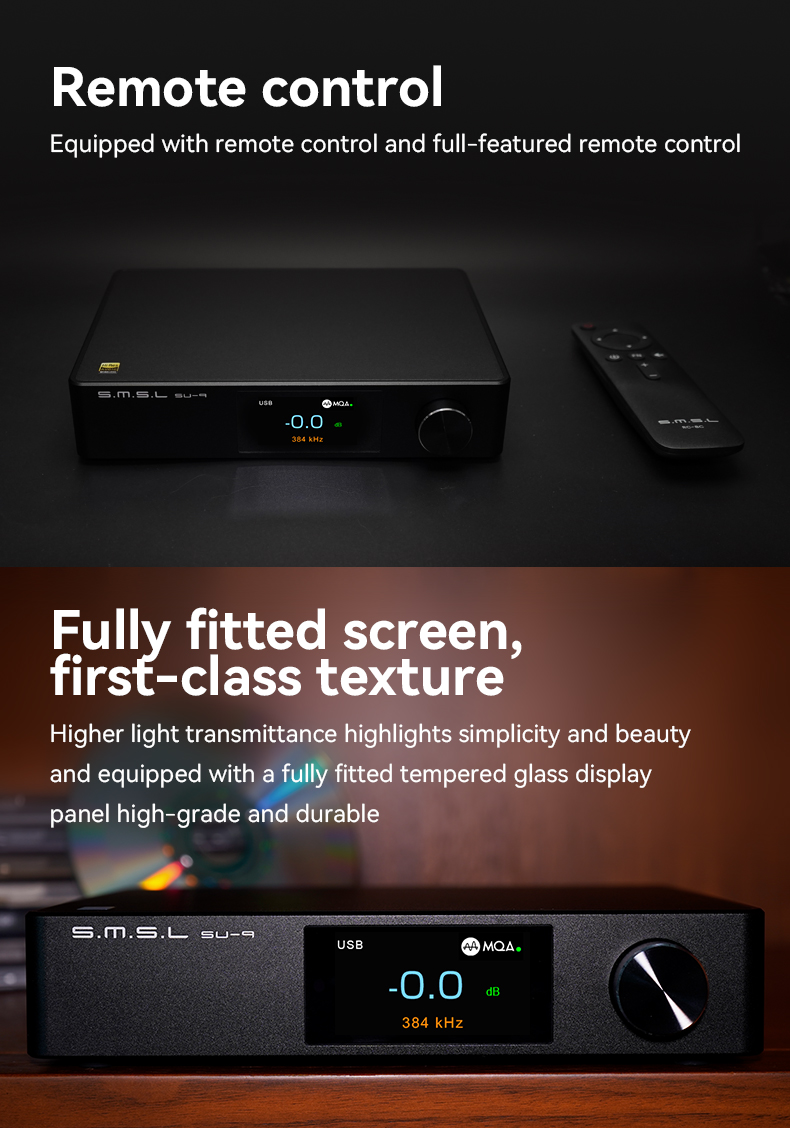 Remote control
Equipped with remote control and full-featured remote control
S.M.S.L SU-9
USB
MQA
-0.0
dB
384 kHz
S.M.S.L
Fully fitted screen,
first-class texture
Higher light transmittance highlights simplicity and beauty
and equipped with a fully fitted tempered glass display
panel high-grade and durable
S.M.S.L SU-9
USB
MQA
-0.0
dB
384 kHz